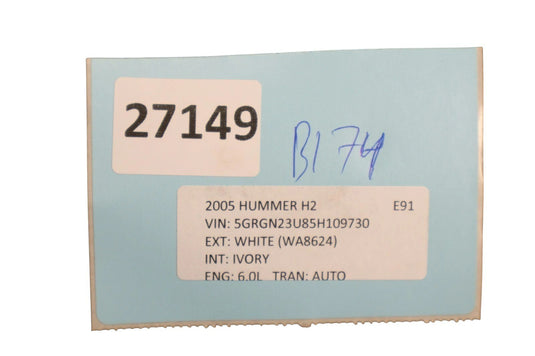 27149
B1 74
2005 HUMMER H2 E91
VIN: 5GRGN23U85H109730
EXT: WHITE (WA8624)
INT: IVORY
ENG: 6.0L TRAN: AUTO